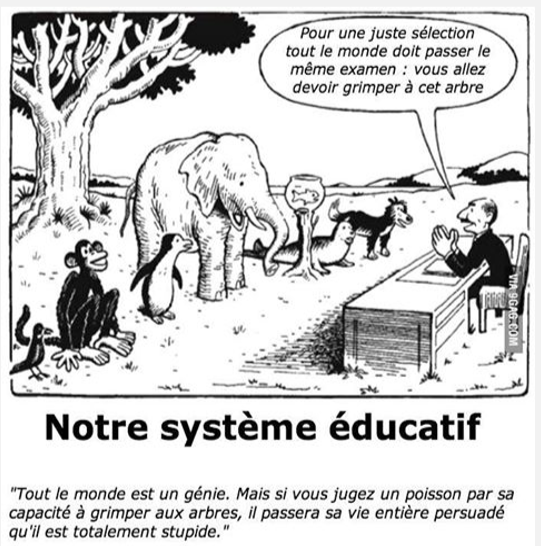 Pour une juste sélection
tout le monde doit passer le
même examen : vous allez
devoir grimper à cet arbre
VIA 9GAG.COM
Notre système éducatif
"Tout le monde est un génie. Mais si vous jugez un poisson par sa
capacité à grimper aux arbres, il passera sa vie entière persuadé
qu'il est totalement stupide."